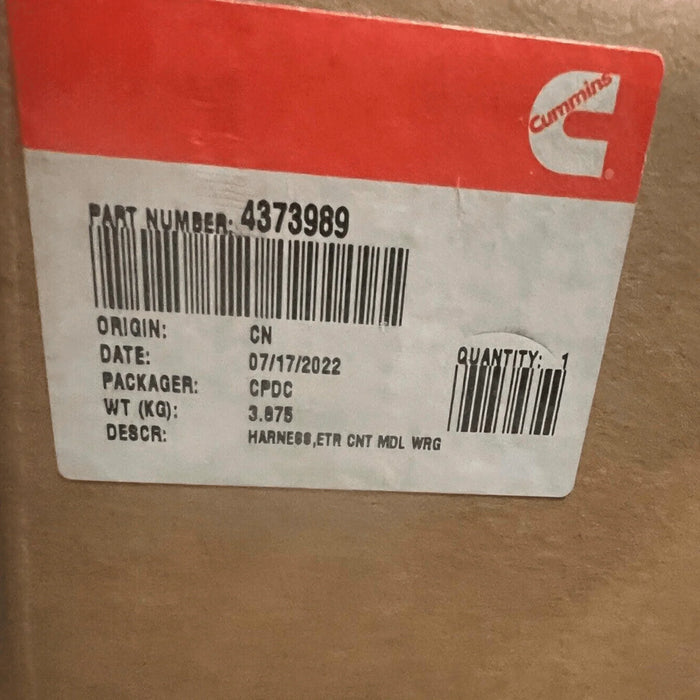 Cummins
PART NUMBER: 4373989
ORIGIN: CN
DATE: 07/17/2022
PACKAGER: CPDC
WT (KG): 3.875
DESCR: HARNESS,ETR CNT MDL WRG
QUANTITY: 1